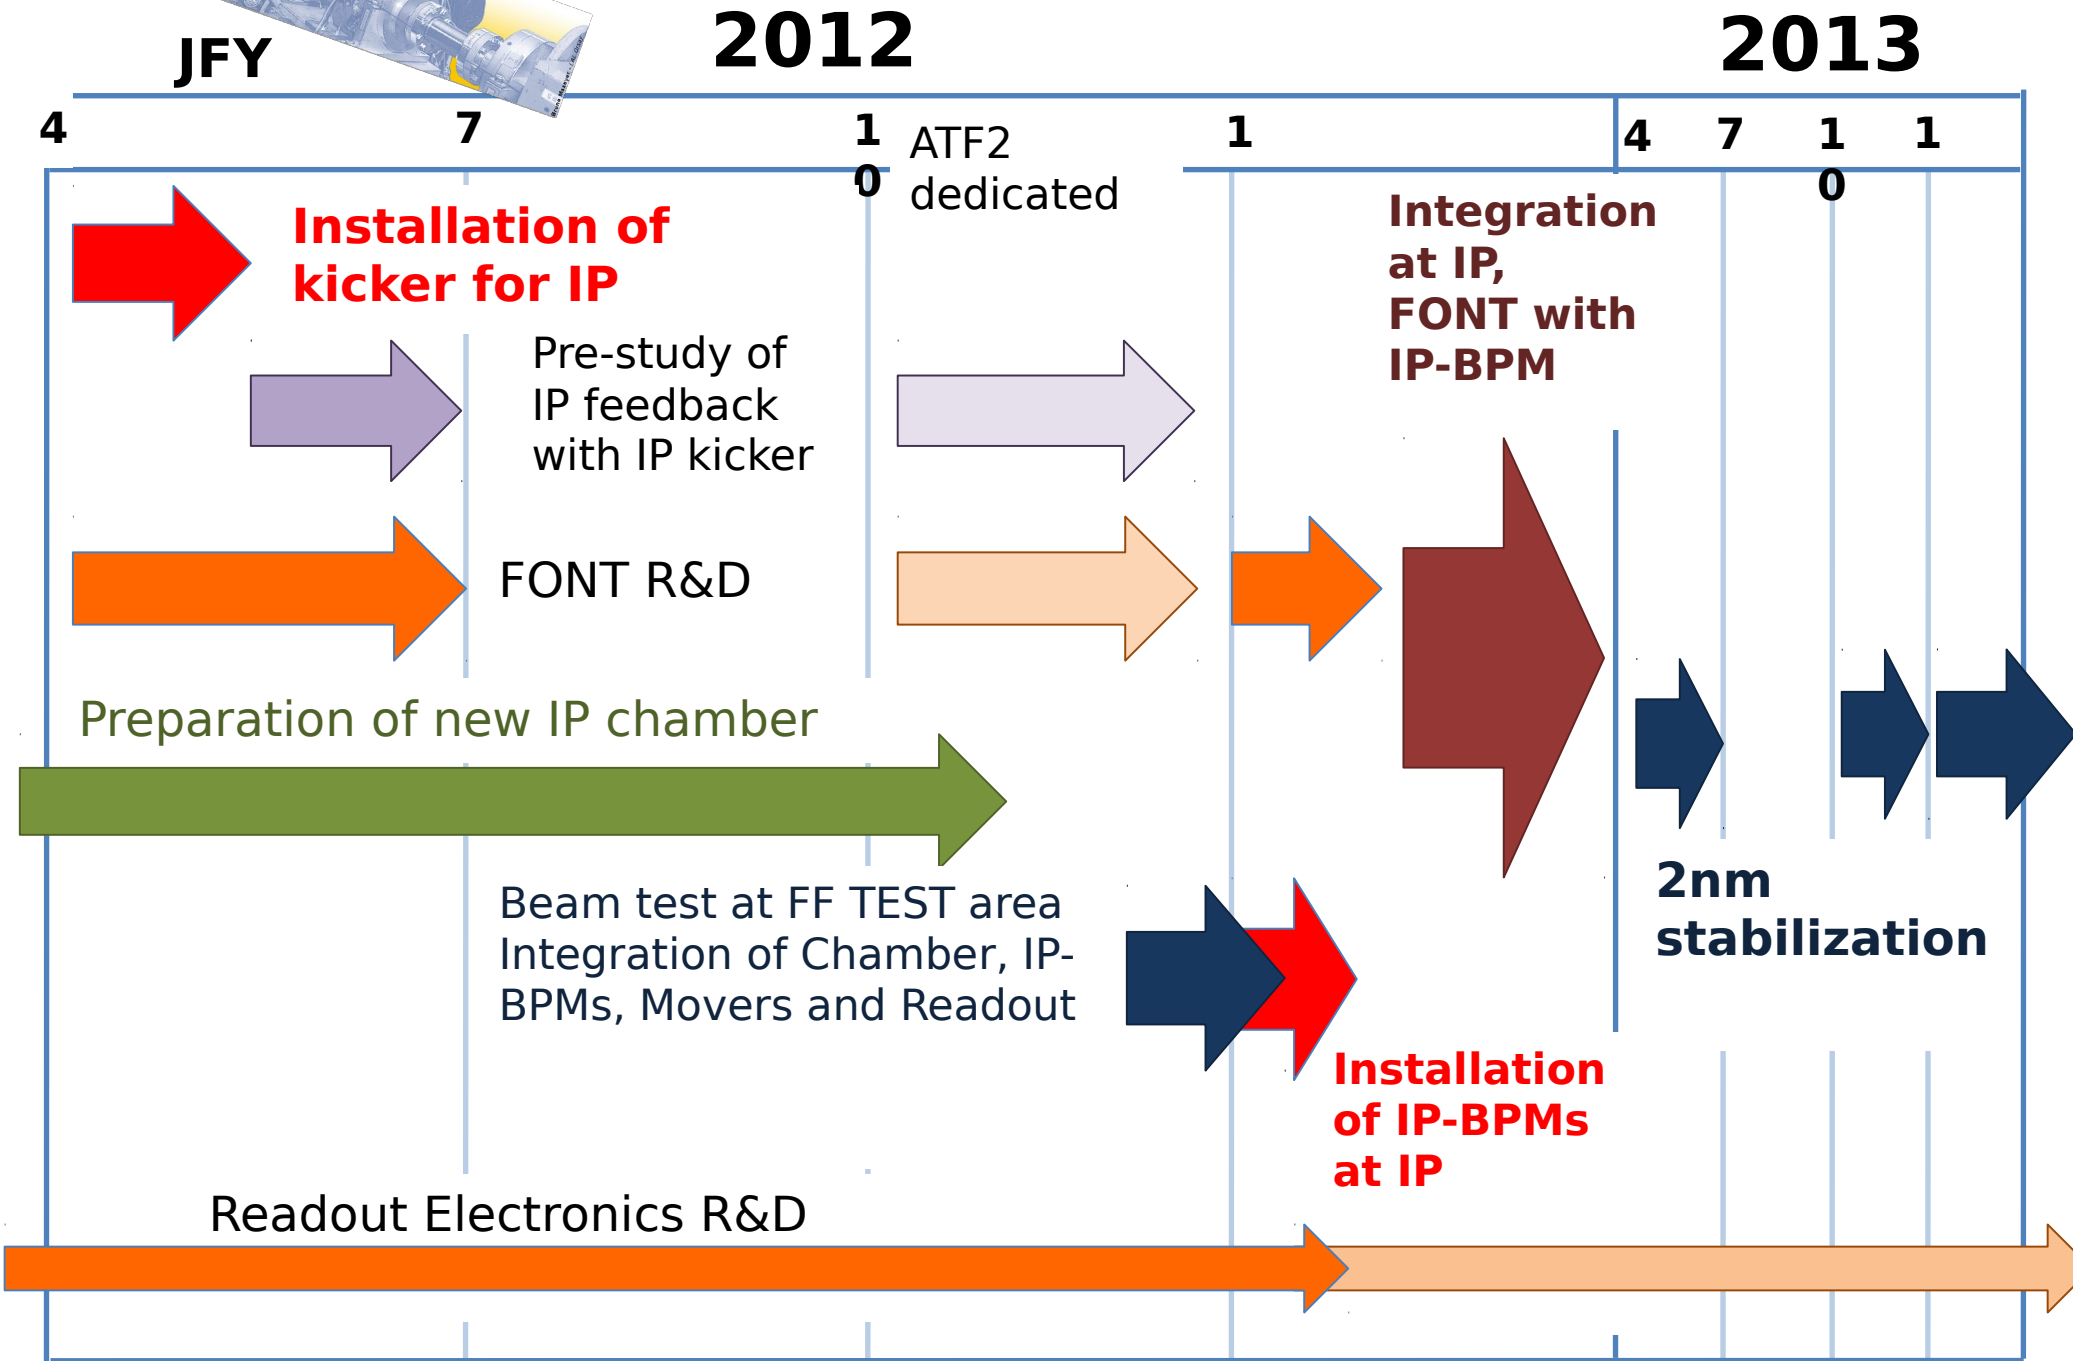 JFY
2012
2013
4
7
1
0
ATF2
dedicated
1
4
7
1
0
1
Installation of
kicker for IP
Integration
at IP,
FONT with
IP-BPM
Pre-study of
IP feedback
with IP kicker
FONT R&D
Preparation of new IP chamber
Beam test at FF TEST area
Integration of Chamber, IP-
BPMs, Movers and Readout
2nm
stabilization
Installation
of IP-BPMs
at IP
Readout Electronics R&D